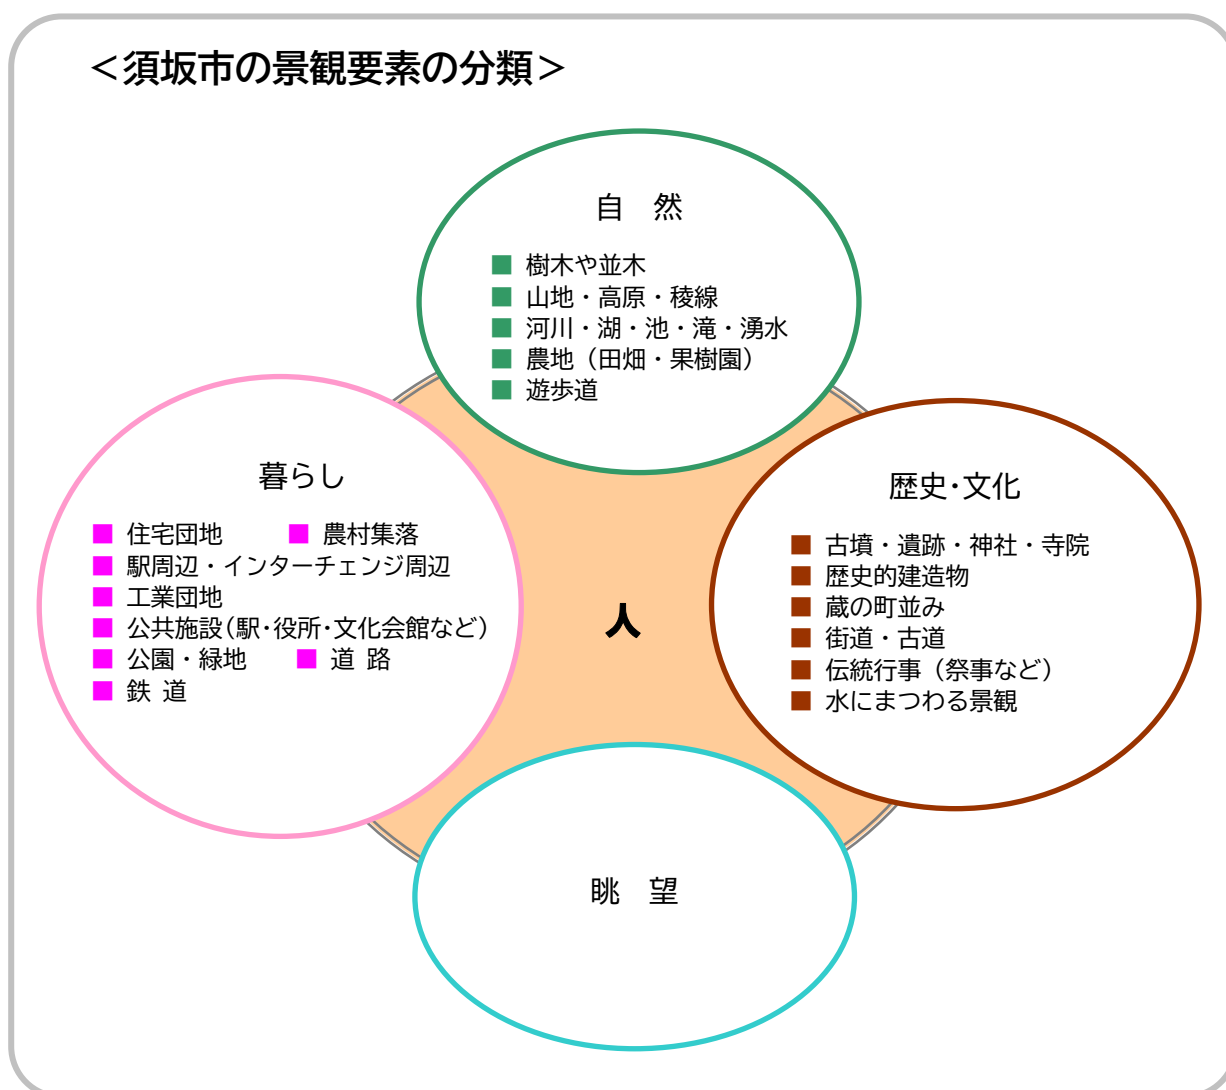 ＜須坂市の景観要素の分類＞
自　然
■ 樹木や並木
■ 山地・高原・稜線
■ 河川・湖・池・滝・湧水
■ 農地（田畑・果樹園）
■ 遊歩道
暮らし
■ 住宅団地　■ 農村集落
■ 駅周辺・インターチェンジ周辺
■ 工業団地
■ 公共施設（駅・役所・文化会館など）
■ 公園・緑地　■ 道 路
■ 鉄 道
人
歴史・文化
■ 古墳・遺跡・神社・寺院
■ 歴史的建造物
■ 蔵の町並み
■ 街道・古道
■ 伝統行事（祭事など）
■ 水にまつわる景観
眺　望